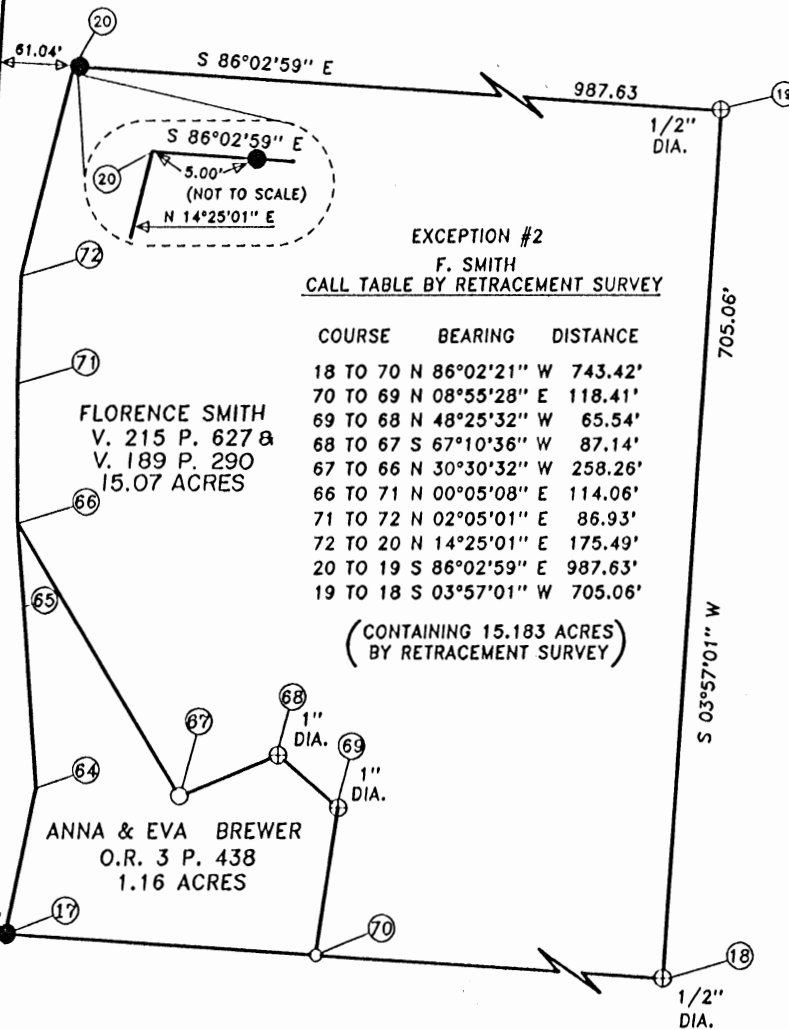 20
61.04'
S 86°02'59" E
987.63
19
1/2"
DIA.
S 86°02'59" E
20
5.00'
(NOT TO SCALE)
N 14°25'01" E
72
EXCEPTION #2
F. SMITH
CALL TABLE BY RETRACEMENT SURVEY
COURSE BEARING DISTANCE
18 TO 70 N 86°02'21" W 743.42'
70 TO 69 N 08°55'28" E 118.41'
69 TO 68 N 48°25'32" W 65.54'
68 TO 67 S 67°10'36" W 87.14'
67 TO 66 N 30°30'32" W 258.26'
66 TO 71 N 00°05'08" E 114.06'
71 TO 72 N 02°05'01" E 86.93'
72 TO 20 N 14°25'01" E 175.49'
20 TO 19 S 86°02'59" E 987.63'
19 TO 18 S 03°57'01" W 705.06'
(CONTAINING 15.183 ACRES
BY RETRACEMENT SURVEY)
705.06'
S 03°57'01" W
71
FLORENCE SMITH
V. 215 P. 627 &
V. 189 P. 290
15.07 ACRES
66
65
67
68
1"
DIA.
69
1"
DIA.
64
ANNA & EVA BREWER
O.R. 3 P. 438
1.16 ACRES
17
70
18
1/2"
DIA.